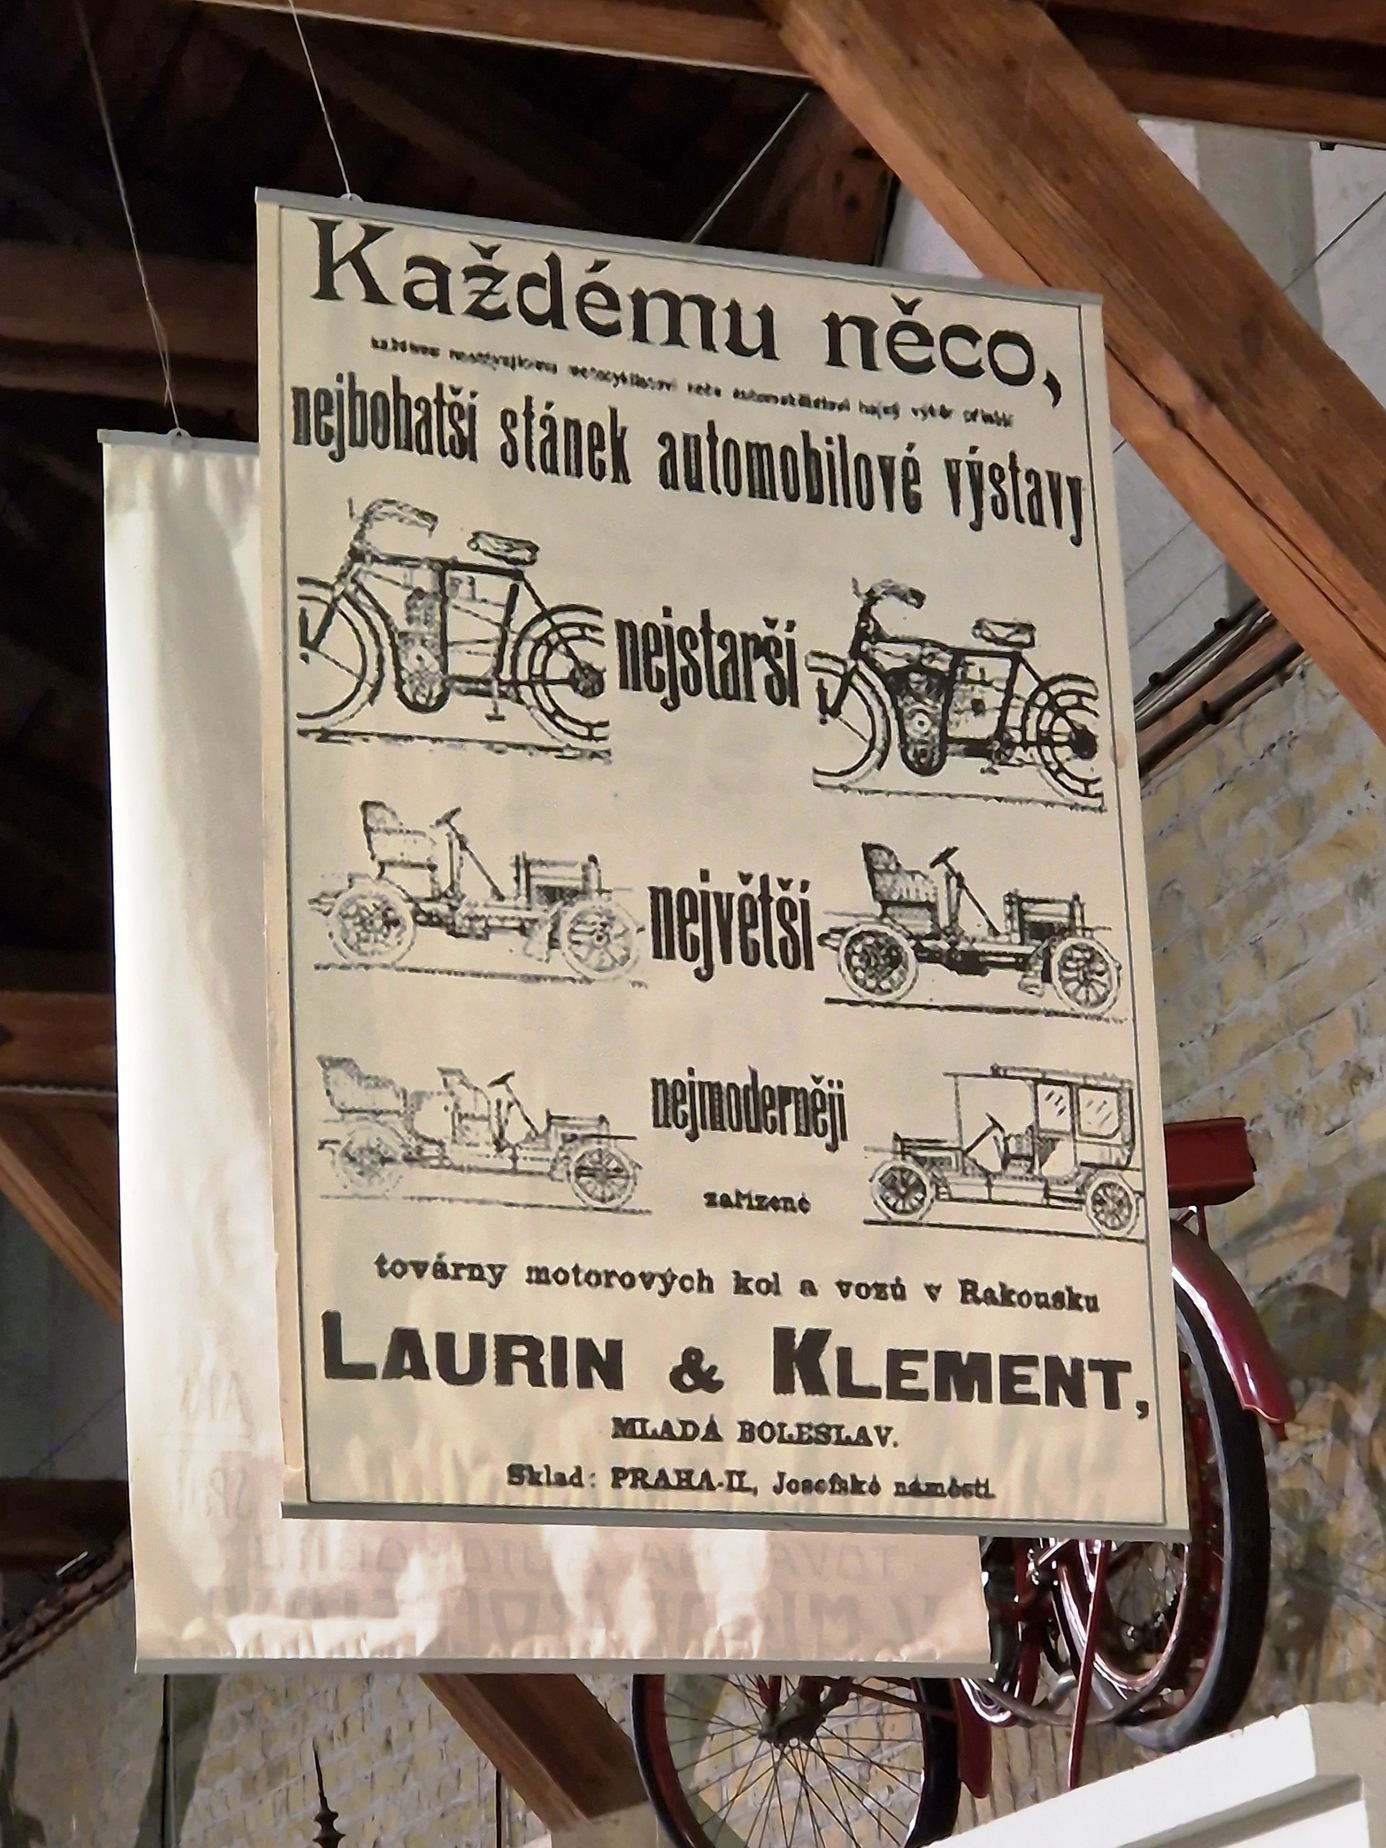 Každému něco,
každému
nejbohatší stánek automobilové výstavy
nejstarší
největší
nejmoderněji
zařízené
továrny motorových kol a vozů v Rakousku
LAURIN & KLEMENT,
MLADÁ BOLESLAV.
Sklad: PRAHA-II., Josefské náměstí.